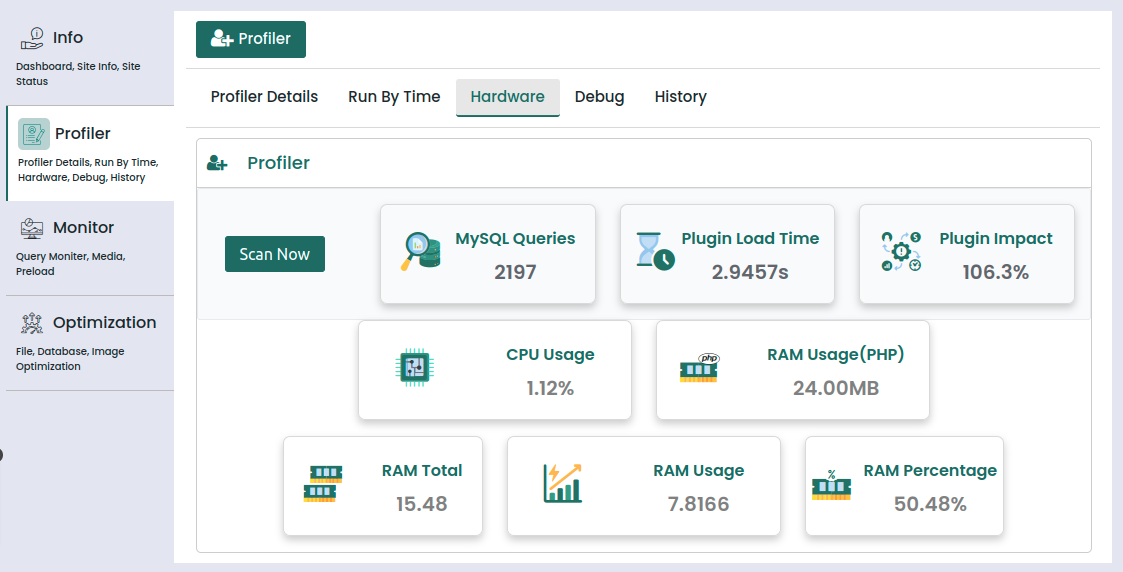 Info
Dashboard, Site Info, Site
Status
Profiler
Profiler Details, Run By Time,
Hardware, Debug, History
Monitor
Query Moniter, Media,
Preload
Optimization
File, Database, Image
Optimization
Profiler
Profiler Details Run By Time Hardware Debug History
Profiler
Scan Now
MySQL Queries
2197
Plugin Load Time
2.9457s
Plugin Impact
106.3%
CPU Usage
1.12%
php
RAM Usage(PHP)
24.00MB
RAM Total
15.48
RAM Usage
7.8166
%
RAM Percentage
50.48%